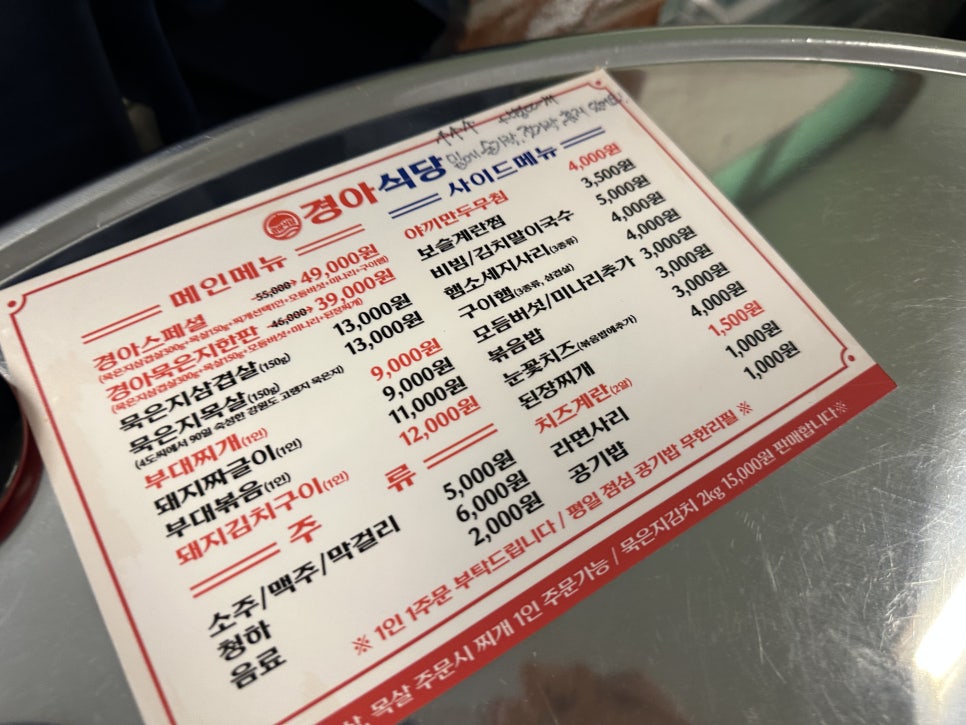 경아식당
밑에 숟가락, 젓가락
메인메뉴
경아스페셜 55,000→ 49,000원
(묵은지삼겹살300g+목살150g+찌개선택1인+모듬버섯+미나리+구이햄)
경아묵은지한판 46,000→ 39,000원
(묵은지삼겹살300g+목살150g+모듬버섯+미나리+된장찌개)
묵은지삼겹살(150g) 13,000원
묵은지목살(150g) 13,000원
(4도씨에서 90일 숙성한 강원도 고랭지 묵은지)
부대찌개(1인) 9,000원
돼지짜글이(1인) 9,000원
부대볶음(1인) 11,000원
돼지김치구이(1인) 12,000원
주 류
소주/맥주/막걸리 5,000원
청하 6,000원
음료 2,000원
사이드메뉴
야끼만두무침 4,000원
보슬계란찜 3,500원
비빔/김치말이국수 5,000원
햄소세지사리(3종류) 4,000원
구이햄(3종류, 삼겹살) 4,000원
모듬버섯/미나리추가 3,000원
볶음밥 3,000원
눈꽃치즈(볶음밥에추가) 3,000원
된장찌개 4,000원
치즈계란(2알) 1,500원
라면사리 1,000원
공기밥 1,000원
※ 1인 1주문 부탁드립니다 / 평일 점심 공기밥 무한리필 ※
목살 주문시 찌개 1인 주문가능 / 묵은지김치 2kg 15,000원 판매합니다※